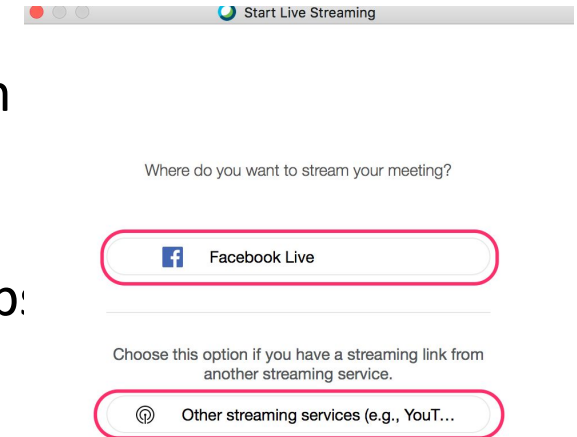 Start Live Streaming
Where do you want to stream your meeting?
Facebook Live
Choose this option if you have a streaming link from
another streaming service.
Other streaming services (e.g., YouT...